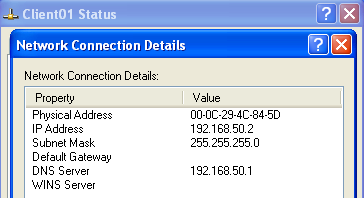 Client01 Status
Network Connection Details
Network Connection Details:
Property Value
Physical Address 00-0C-29-4C-84-5D
IP Address 192.168.50.2
Subnet Mask 255.255.255.0
Default Gateway
DNS Server 192.168.50.1
WINS Server